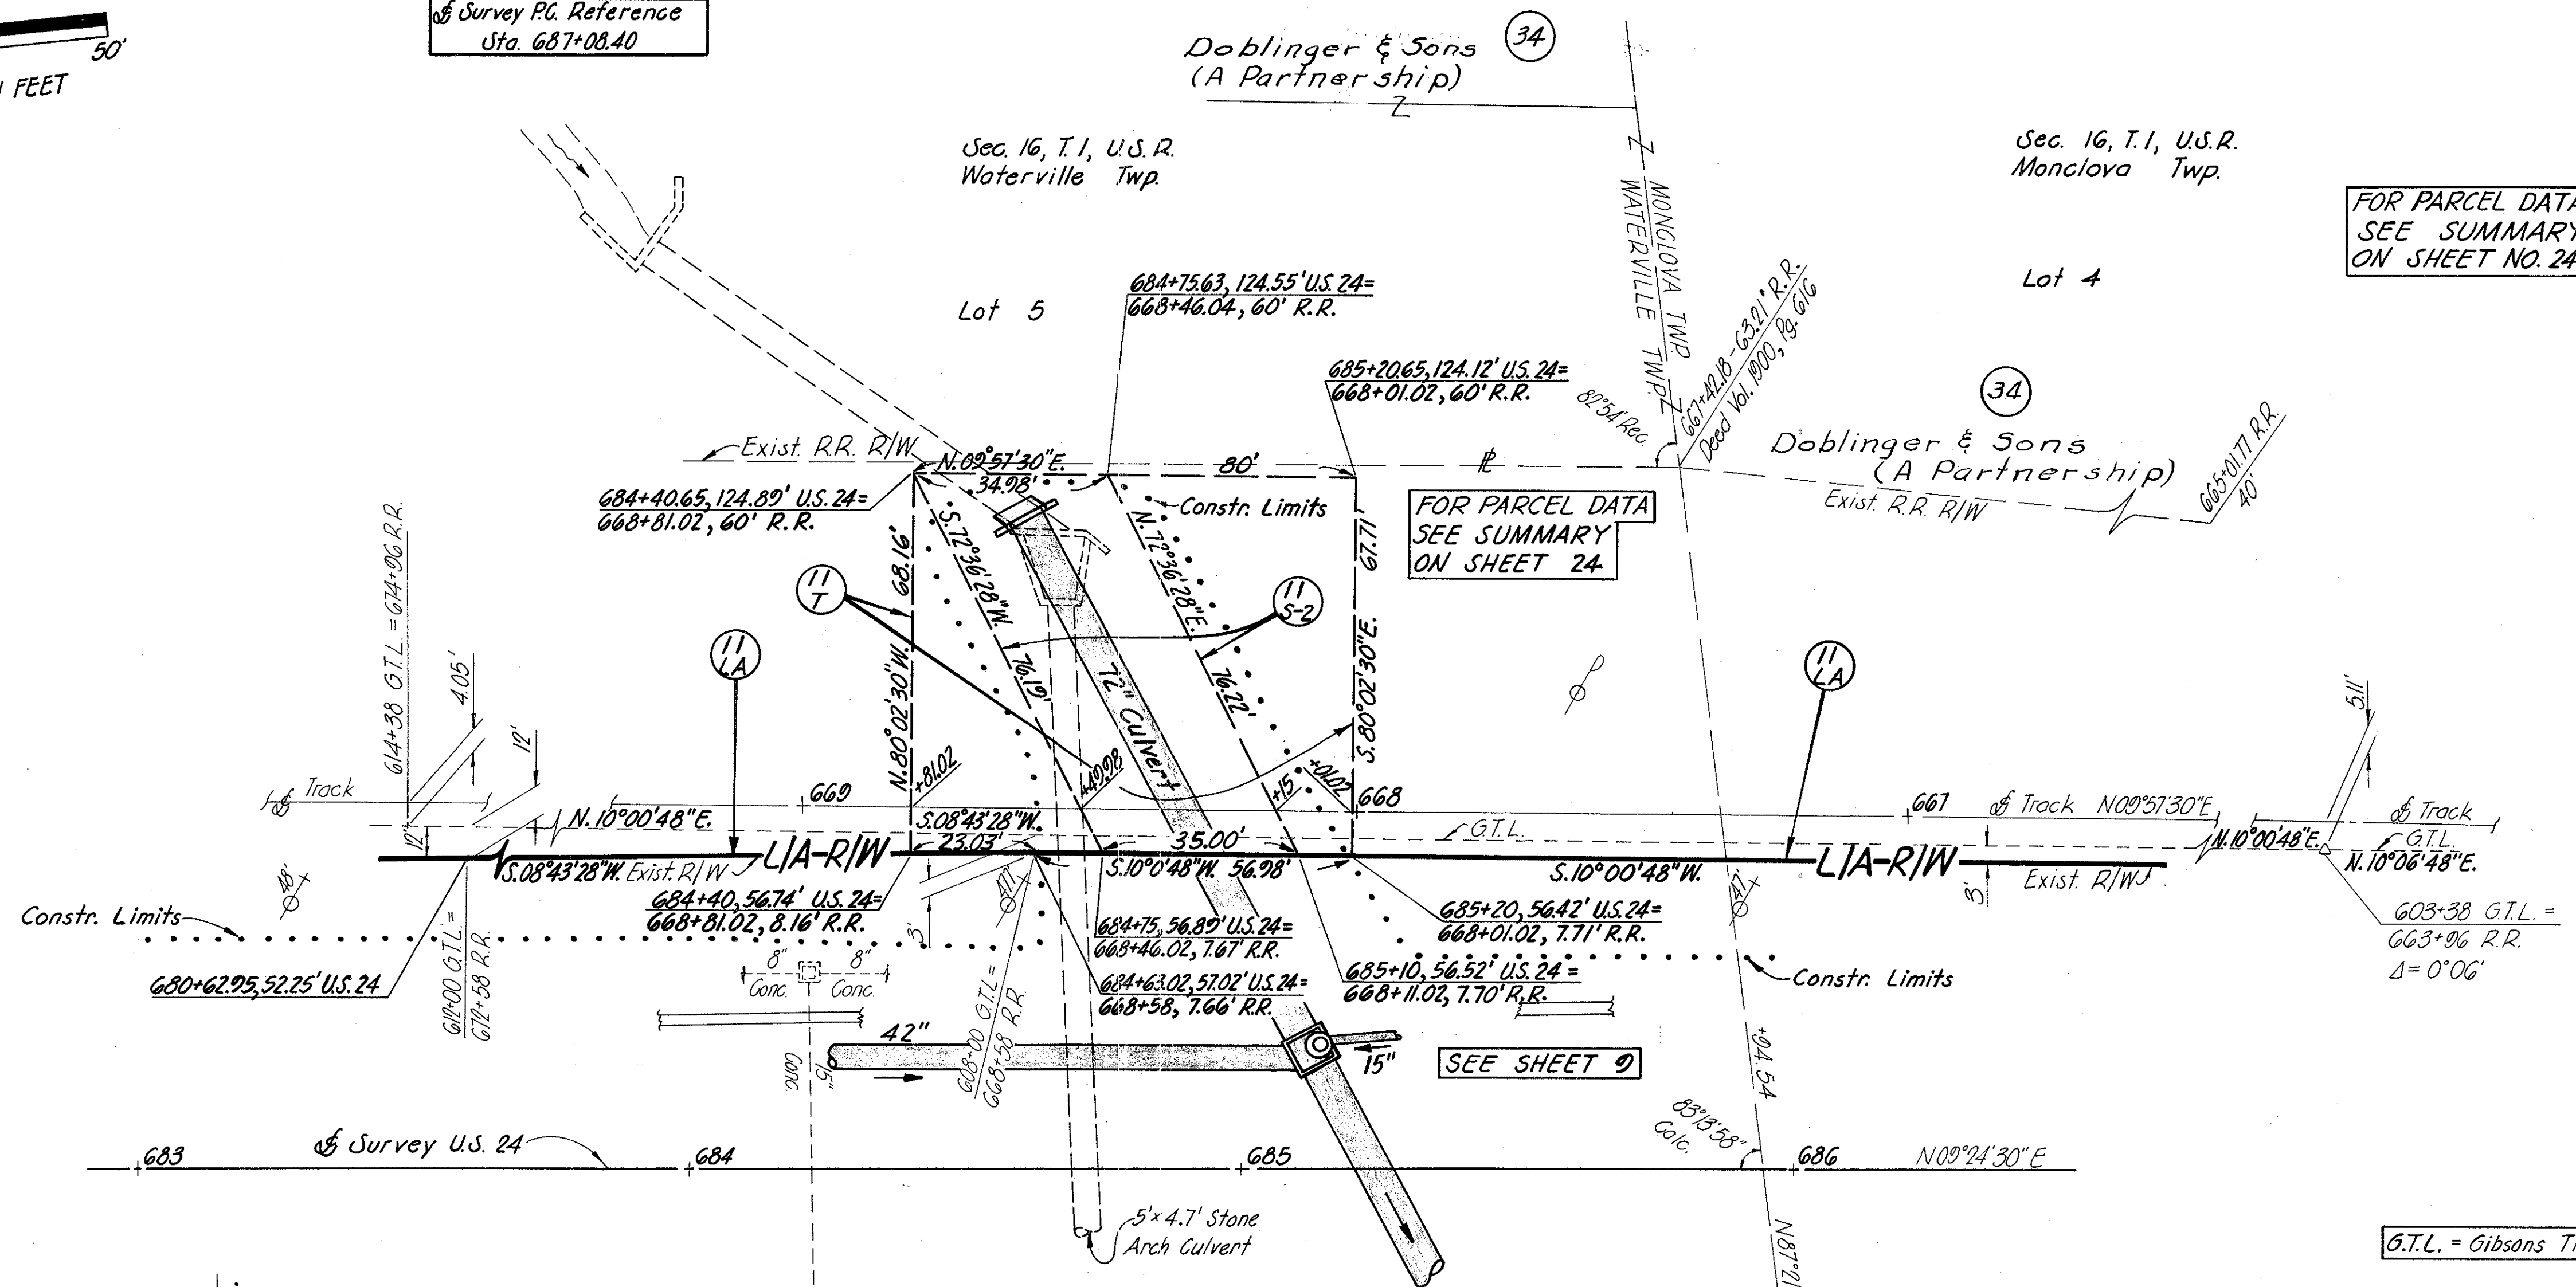 50'
FEET
℄ Survey P.C. Reference
Sta. 687+08.40
Doblinger & Sons
(A Partnership)
34
Z
Sec. 16, T. 1, U.S.R.
Waterville Twp.
Sec. 16, T. 1, U.S.R.
Monclova Twp.
FOR PARCEL DATA
SEE SUMMARY
ON SHEET NO. 24
Z MONCLOVA TWP
WATERVILLE TWP. Z
Lot 5
Lot 4
684+75.63, 124.55' U.S. 24=
668+46.04, 60' R.R.
685+20.65, 124.12' U.S. 24=
668+01.02, 60' R.R.
82°54' Rec.
667+42.18 - 63.21' R.R.
Deed Vol. 1900, Pg. 616
34
Doblinger & Sons
(A Partnership)
Exist. R.R. R/W
665+01.77 R.R.
40'
Exist. R.R. R/W
N.09°57'30"E.
80'
34.98'
684+40.65, 124.89' U.S. 24=
668+81.02, 60' R.R.
Constr. Limits
FOR PARCEL DATA
SEE SUMMARY
ON SHEET 24
614+38 G.T.L. = 674+96 R.R.
4.05'
12'
12'
11
T
11
S-2
11
LA
11
LA
N.80°02'30"W. 68.16'
S.72°36'28"W. 76.19'
72" Culvert
N.72°36'28"E. 76.22'
S.80°02'30"E. 67.71'
5.11'
℄ Track
669
+81.02
+49.98
+15
+01.02
668
667
℄ Track N09°57'30"E
℄ Track
N.10°00'48"E.
S.08°43'28"W.
G.T.L.
N.10°00'48"E.
G.T.L.
N.10°06'48"E.
23.03'
35.00'
L/A-R/W
L/A-R/W
S.08°43'28"W. Exist. R/W
S.10°0'48"W. 56.98'
S.10°00'48"W.
Exist. R/W
3'
48'
47'
47'
3'
684+40, 56.74' U.S. 24=
668+81.02, 8.16' R.R.
684+75, 56.89' U.S. 24=
668+46.02, 7.67' R.R.
685+20, 56.42' U.S. 24=
668+01.02, 7.71' R.R.
603+38 G.T.L. =
663+96 R.R.
Δ= 0°06'
Constr. Limits
680+62.95, 52.25' U.S. 24
612+00 G.T.L. =
672+58 R.R.
8" 8"
Conc. Conc.
684+63.02, 57.02' U.S. 24=
668+58, 7.66' R.R.
685+10, 56.52' U.S. 24 =
668+11.02, 7.70' R.R.
Constr. Limits
608+00 G.T.L =
668+58 R.R.
42"
15"
Conc.
15"
SEE SHEET 9
+94.54
83°13'58"
Calc.
683
℄ Survey U.S. 24
684
685
686
N09°24'30"E
5'x 4.7' Stone
Arch Culvert
G.T.L. = Gibsons